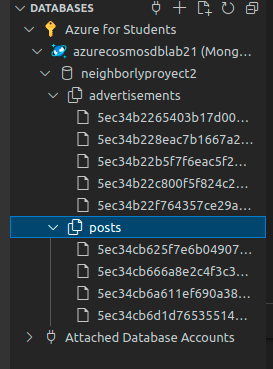 DATABASES
Azure for Students
azurecosmosdblab21 (Mong...
neighborlyproyect2
advertisements
5ec34b2265403b17d00...
5ec34b228eac7b1667a2...
5ec34b22b5f7f6eac5f2...
5ec34b22c800f5f824c2...
5ec34b22f764357ce29a...
posts
5ec34cb625f7e6b04907...
5ec34cb666a8e2c4f3c3...
5ec34cb6a611ef690a38...
5ec34cb6d1d76535514...
Attached Database Accounts